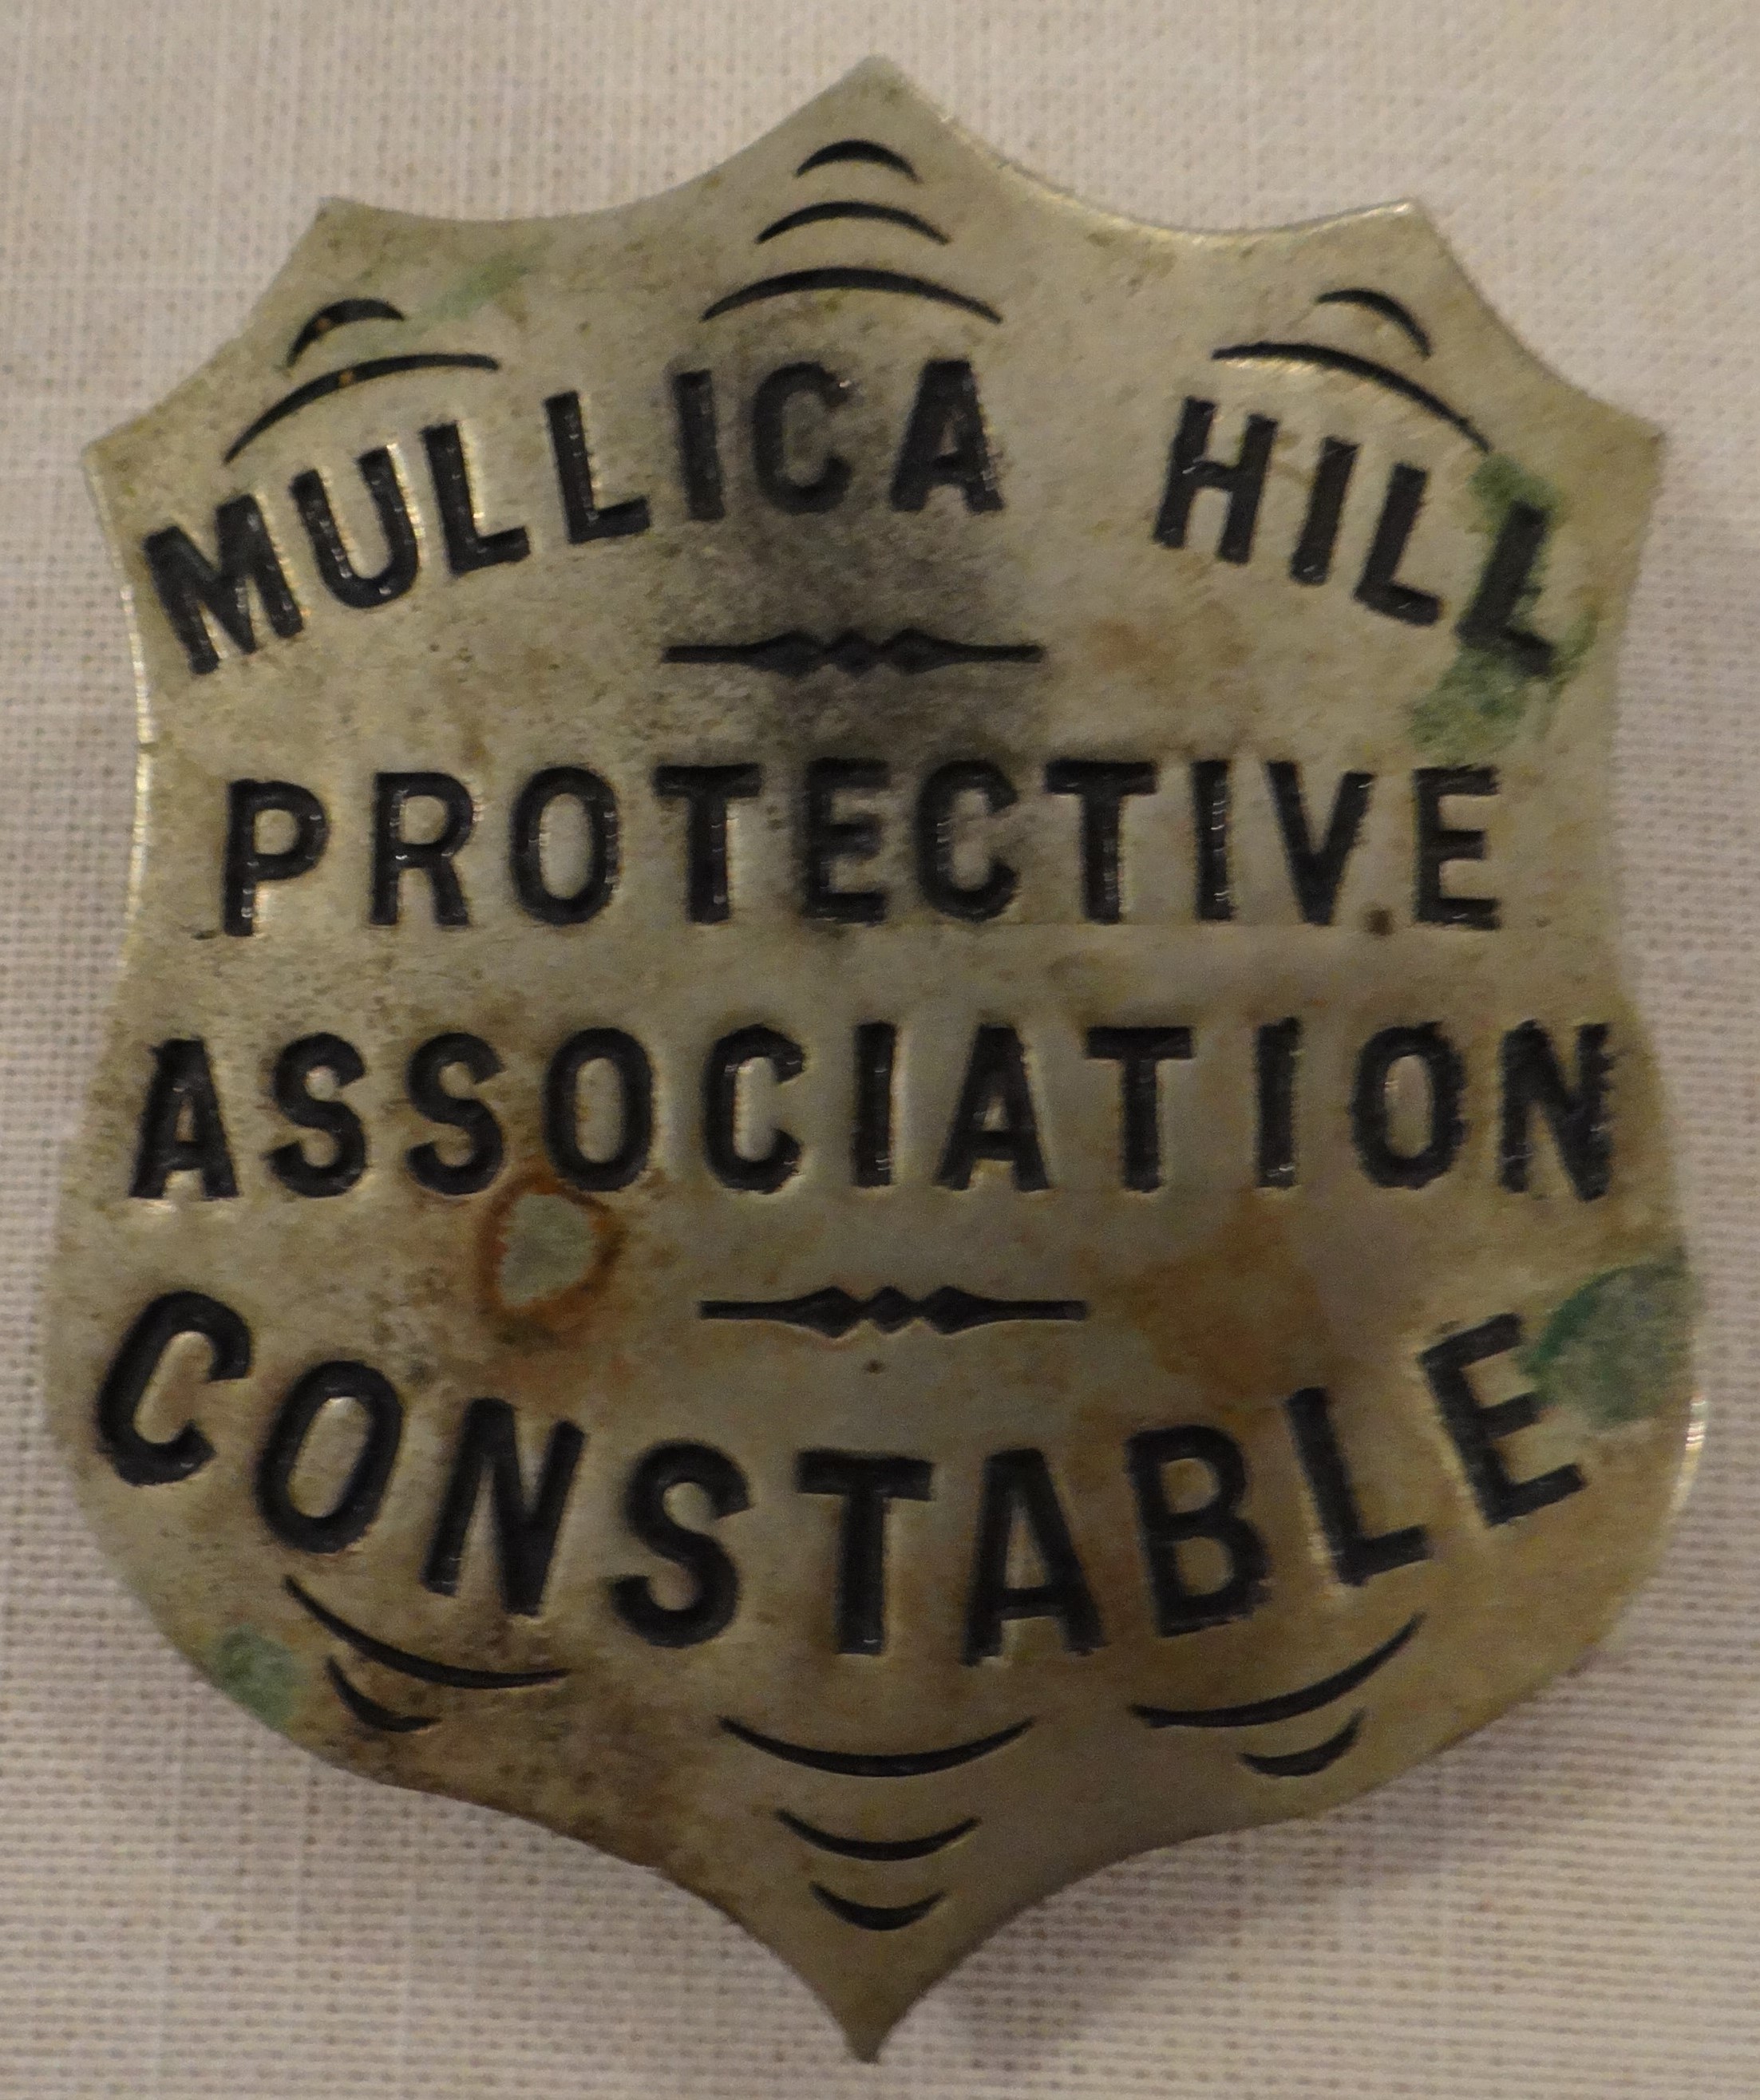 MULLICA HILL
PROTECTIVE
ASSOCIATION
CONSTABLE